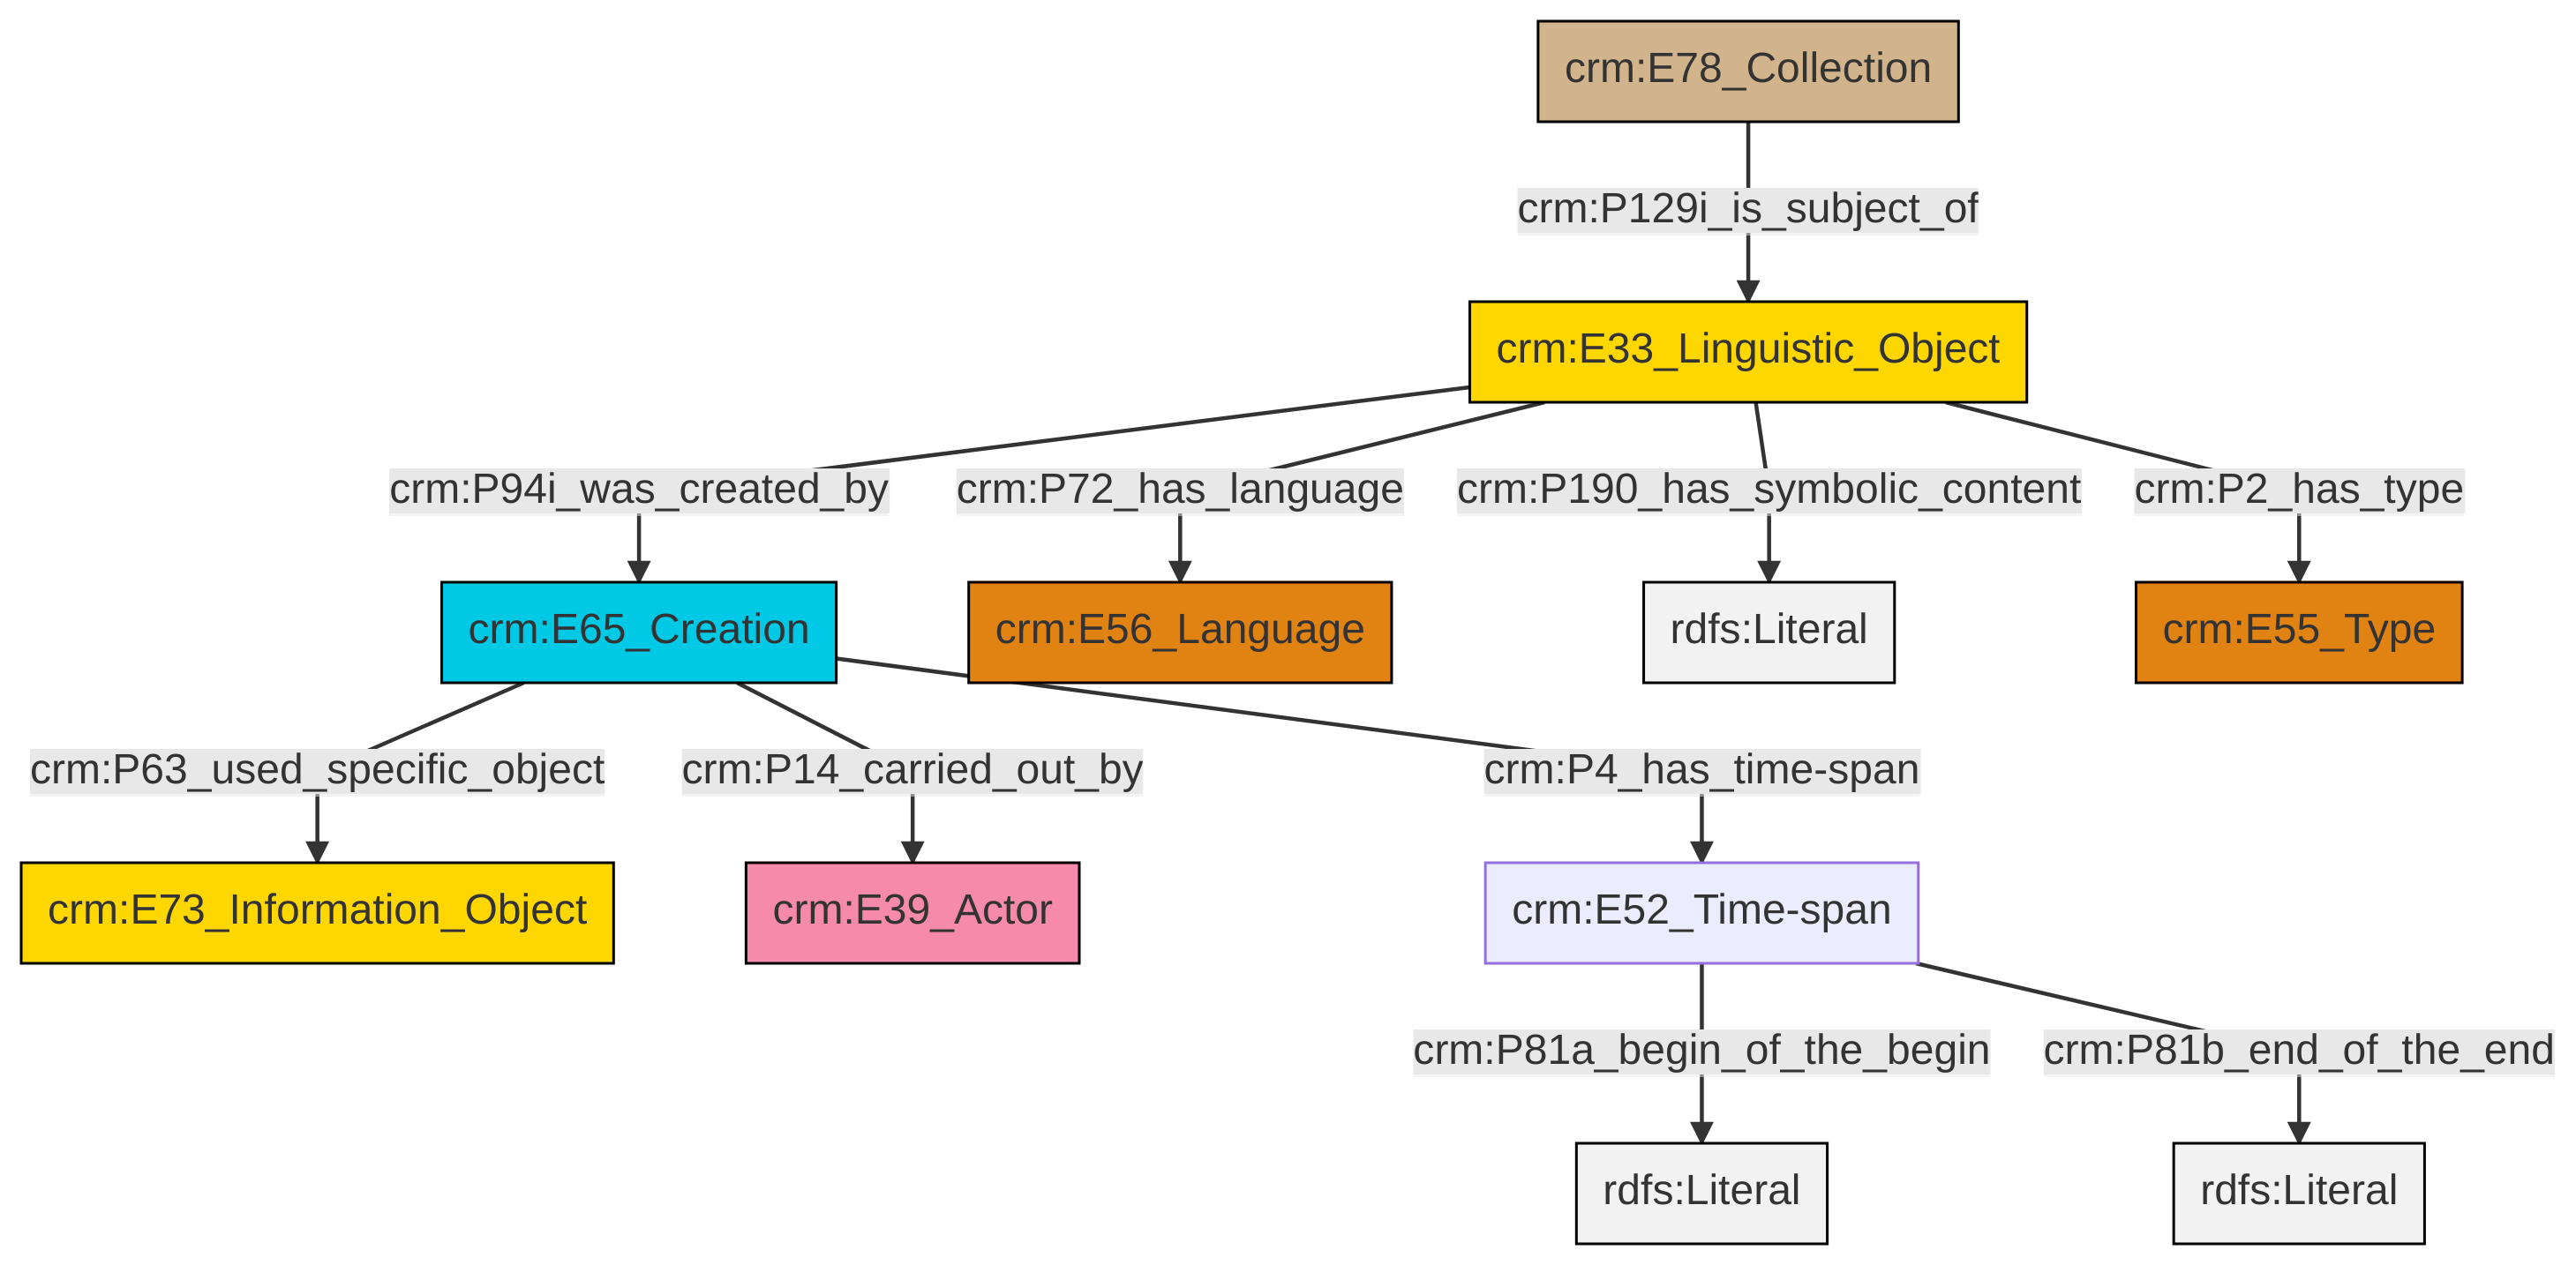 crm:E78_Collection
crm:P129i_is_subject_of
crm:E33_Linguistic_Object
crm:P94i_was_created_by
crm:P72_has_language
crm:P190_has_symbolic_content
crm:P2_has_type
crm:E65_Creation
crm:E56_Language
rdfs:Literal
crm:E55_Type
crm:P63_used_specific_object
crm:P14_carried_out_by
crm:P4_has_time-span
crm:E73_Information_Object
crm:E39_Actor
crm:E52_Time-span
crm:P81a_begin_of_the_begin
crm:P81b_end_of_the_end
rdfs:Literal
rdfs:Literal